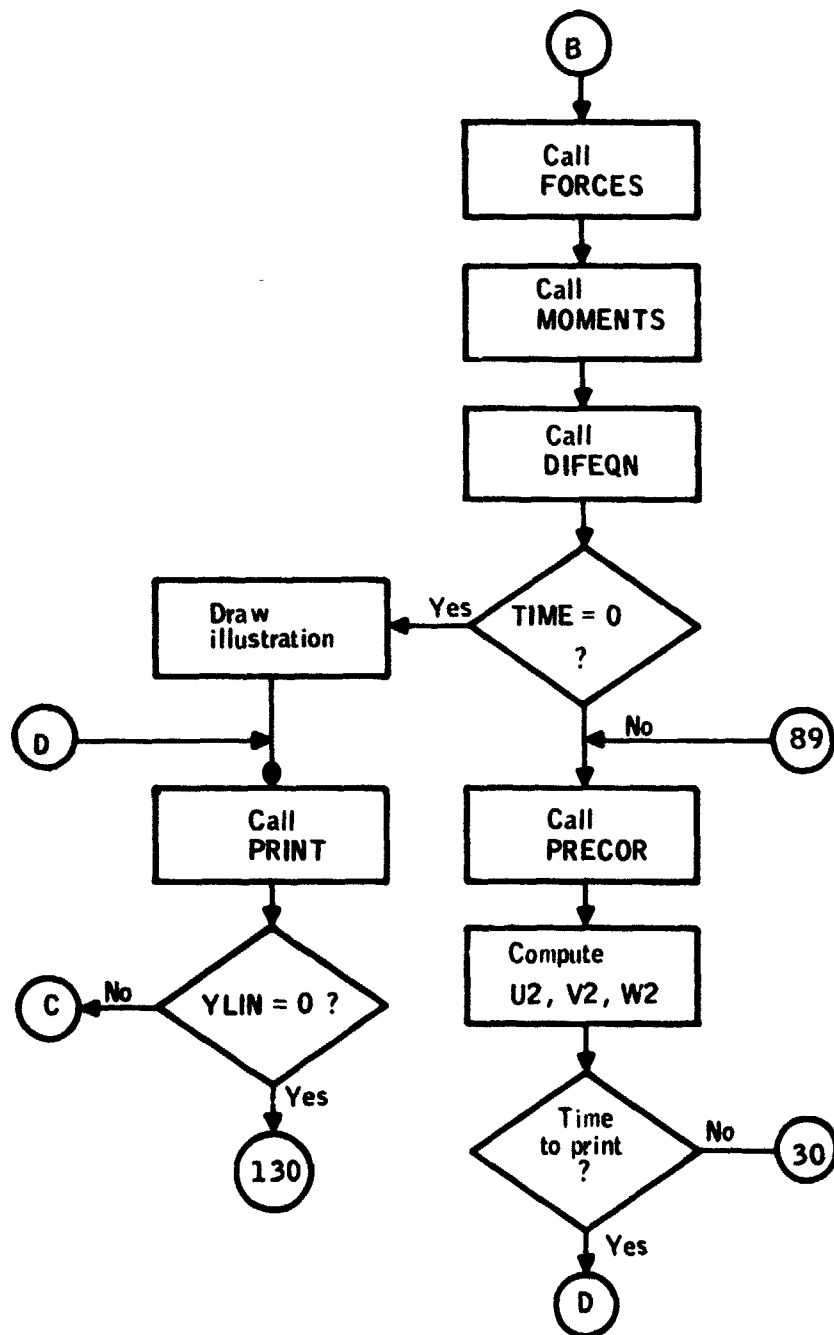 B
Call
FORCES
Call
MOMENTS
Call
DIFEQN
Draw
illustration
Yes
TIME = 0
?
D
No
89
Call
PRINT
Call
PRECOR
Compute
U2, V2, W2
C
No
YLIN = 0 ?
Yes
130
Time
to print
?
No
30
Yes
D